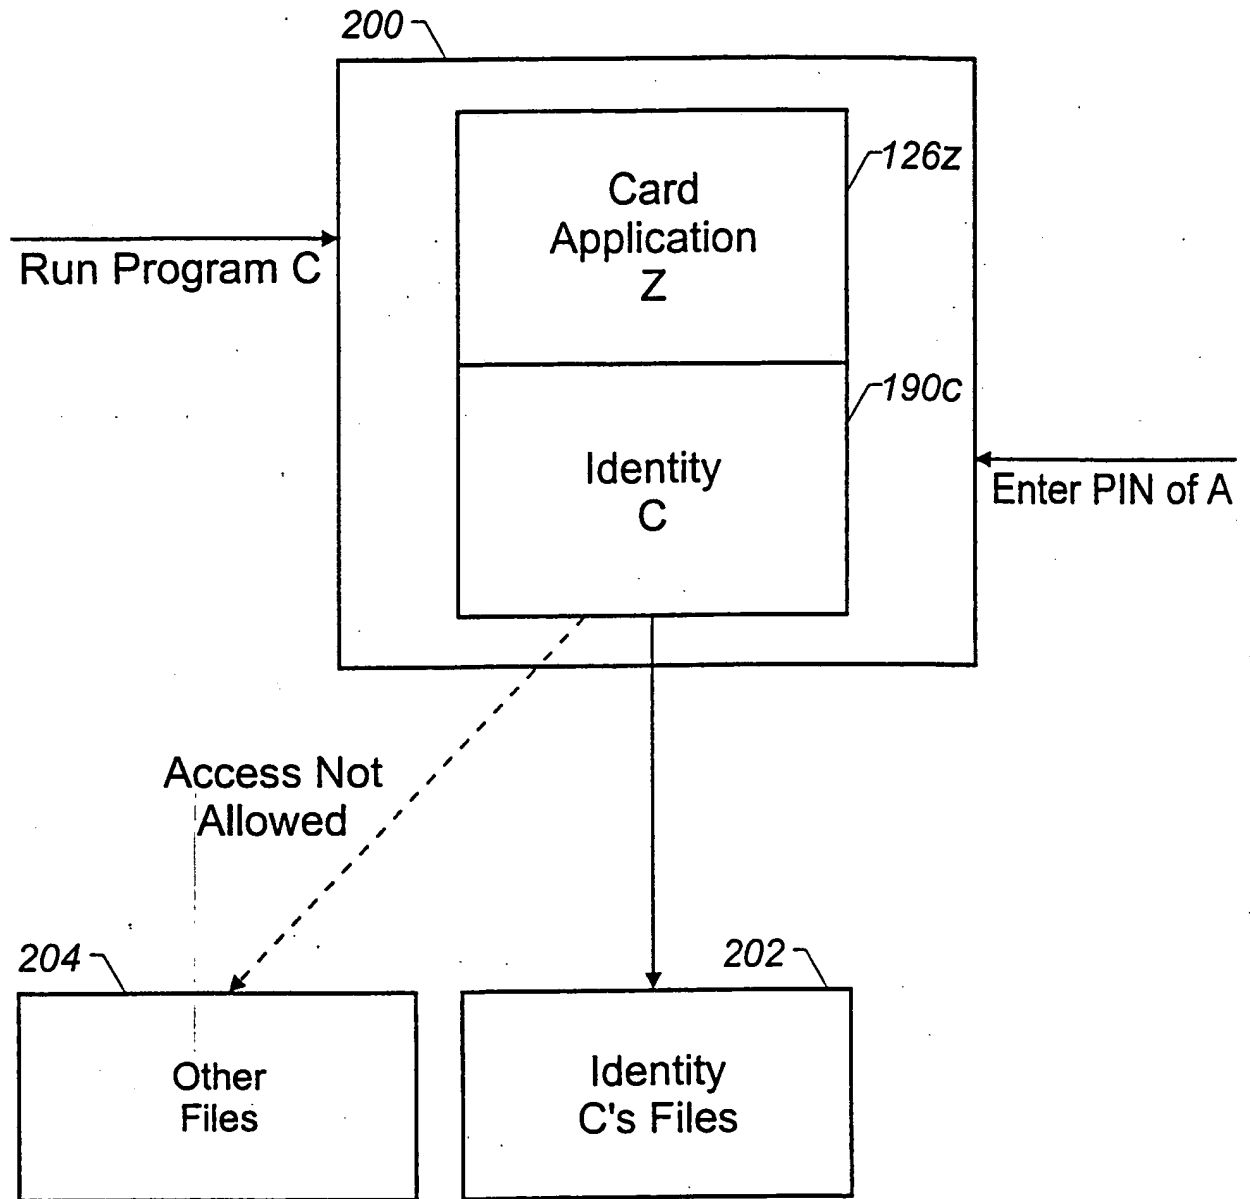 200
126z
Card
Application
Z
Run Program C
190c
Identity
C
Enter PIN of A
Access Not
Allowed
204
202
Other
Files
Identity
C's Files